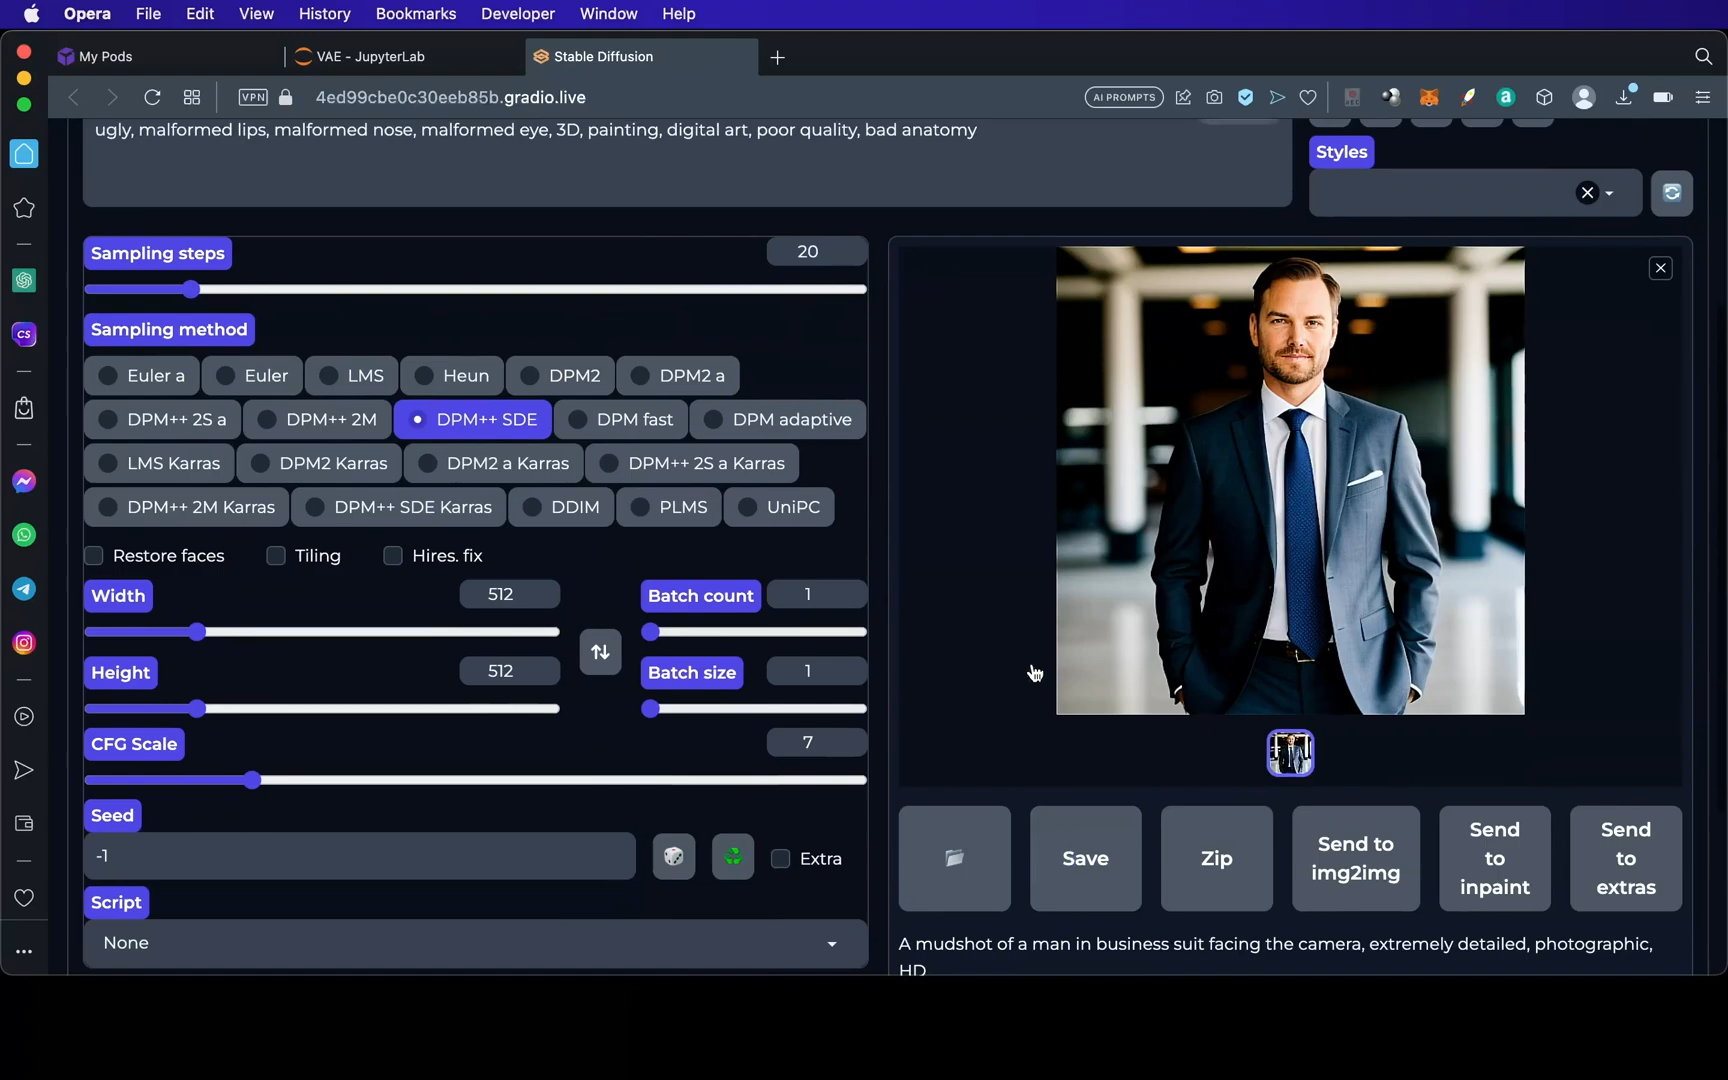 Opera File Edit View History Bookmarks Developer Window Help
My Pods VAE - JupyterLab Stable Diffusion
VPN 4ed99cbe0c30eeb85b.gradio.live AI PROMPTS
ugly, malformed lips, malformed nose, malformed eye, 3D, painting, digital art, poor quality, bad anatomy
Styles
Sampling steps 20
Sampling method
Euler a Euler LMS Heun DPM2 DPM2 a
DPM++ 2S a DPM++ 2M DPM++ SDE DPM fast DPM adaptive
LMS Karras DPM2 Karras DPM2 a Karras DPM++ 2S a Karras
DPM++ 2M Karras DPM++ SDE Karras DDIM PLMS UniPC
Restore faces Tiling Hires. fix
Width 512 Batch count 1
Height 512 Batch size 1
CFG Scale 7
Seed
-1 Extra
Script
None
CS
a
Save
Zip
Send to
img2img
Send
to
inpaint
Send
to
extras
A mudshot of a man in business suit facing the camera, extremely detailed, photographic,
HD